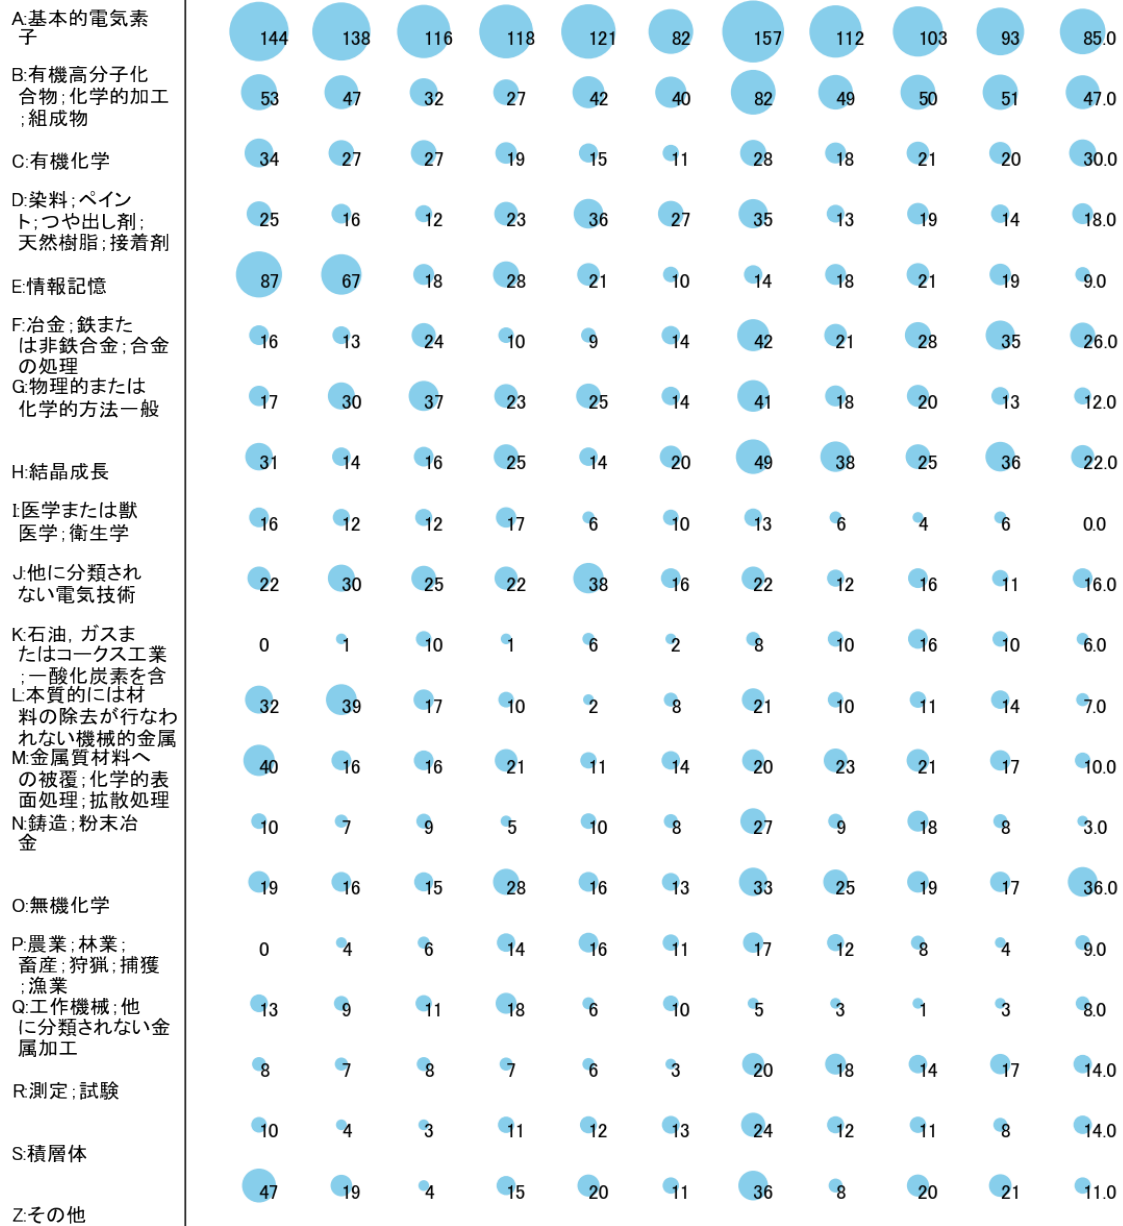 A:基本的電気素
子
144 138 116 118 121 82 157 112 103 93 85.0
B:有機高分子化
合物;化学的加工
;組成物
53 47 32 27 42 40 82 49 50 51 47.0
C:有機化学
34 27 27 19 15 11 28 18 21 20 30.0
D:染料;ペイン
ト;つや出し剤;
天然樹脂;接着剤
25 16 12 23 36 27 35 13 19 14 18.0
E:情報記憶
87 67 18 28 21 10 14 18 21 19 9.0
F:冶金;鉄また
は非鉄合金;合金
の処理
16 13 24 10 9 14 42 21 28 35 26.0
G:物理的または
化学的方法一般
17 30 37 23 25 14 41 18 20 13 12.0
H:結晶成長
31 14 16 25 14 20 49 38 25 36 22.0
I:医学または獣
医学;衛生学
16 12 12 17 6 10 13 6 4 6 0.0
J:他に分類され
ない電気技術
22 30 25 22 38 16 22 12 16 11 16.0
K:石油, ガスま
たはコークス工業
;一酸化炭素を含
0 1 10 1 6 2 8 10 16 10 6.0
L:本質的には材
料の除去が行なわ
れない機械的金属
32 39 17 10 2 8 21 10 11 14 7.0
M:金属質材料へ
の被覆;化学的表
面処理;拡散処理
40 16 16 21 11 14 20 23 21 17 10.0
N:鋳造;粉末冶
金
10 7 9 5 10 8 27 9 18 8 3.0
O:無機化学
19 16 15 28 16 13 33 25 19 17 36.0
P:農業;林業;
畜産;狩猟;捕獲
;漁業
0 4 6 14 16 11 17 12 8 4 9.0
Q:工作機械;他
に分類されない金
属加工
13 9 11 18 6 10 5 3 1 3 8.0
R:測定;試験
8 7 8 7 6 3 20 18 14 17 14.0
S:積層体
10 4 3 11 12 13 24 12 11 8 14.0
Z:その他
47 19 4 15 20 11 36 8 20 21 11.0